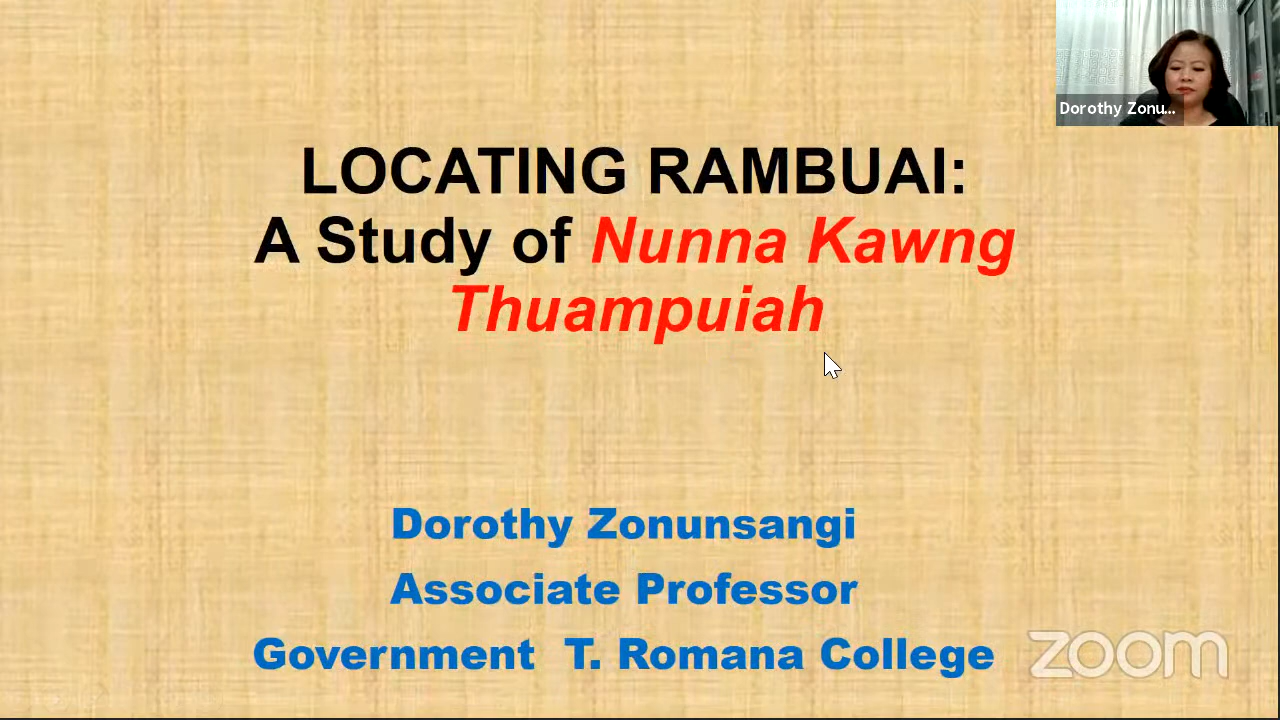 Dorothy Zonu...
LOCATING RAMBUAI:
A Study of Nunna Kawng
Thuampuiah
Dorothy Zonunsangi
Associate Professor
Government T. Romana College
zoom